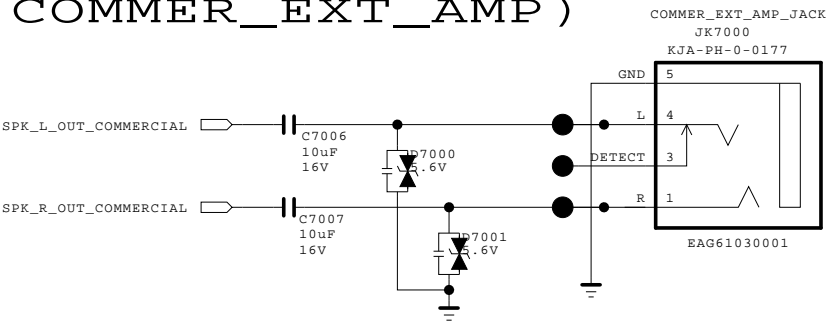 COMMER_EXT_AMP)
COMMER_EXT_AMP_JACK
JK7000
KJA-PH-0-0177
GND 5
SPK_L_OUT_COMMERCIAL
L 4
C7006
10uF
16V
D7000
5.6V
DETECT 3
SPK_R_OUT_COMMERCIAL
R 1
C7007
10uF
16V
D7001
5.6V
EAG61030001